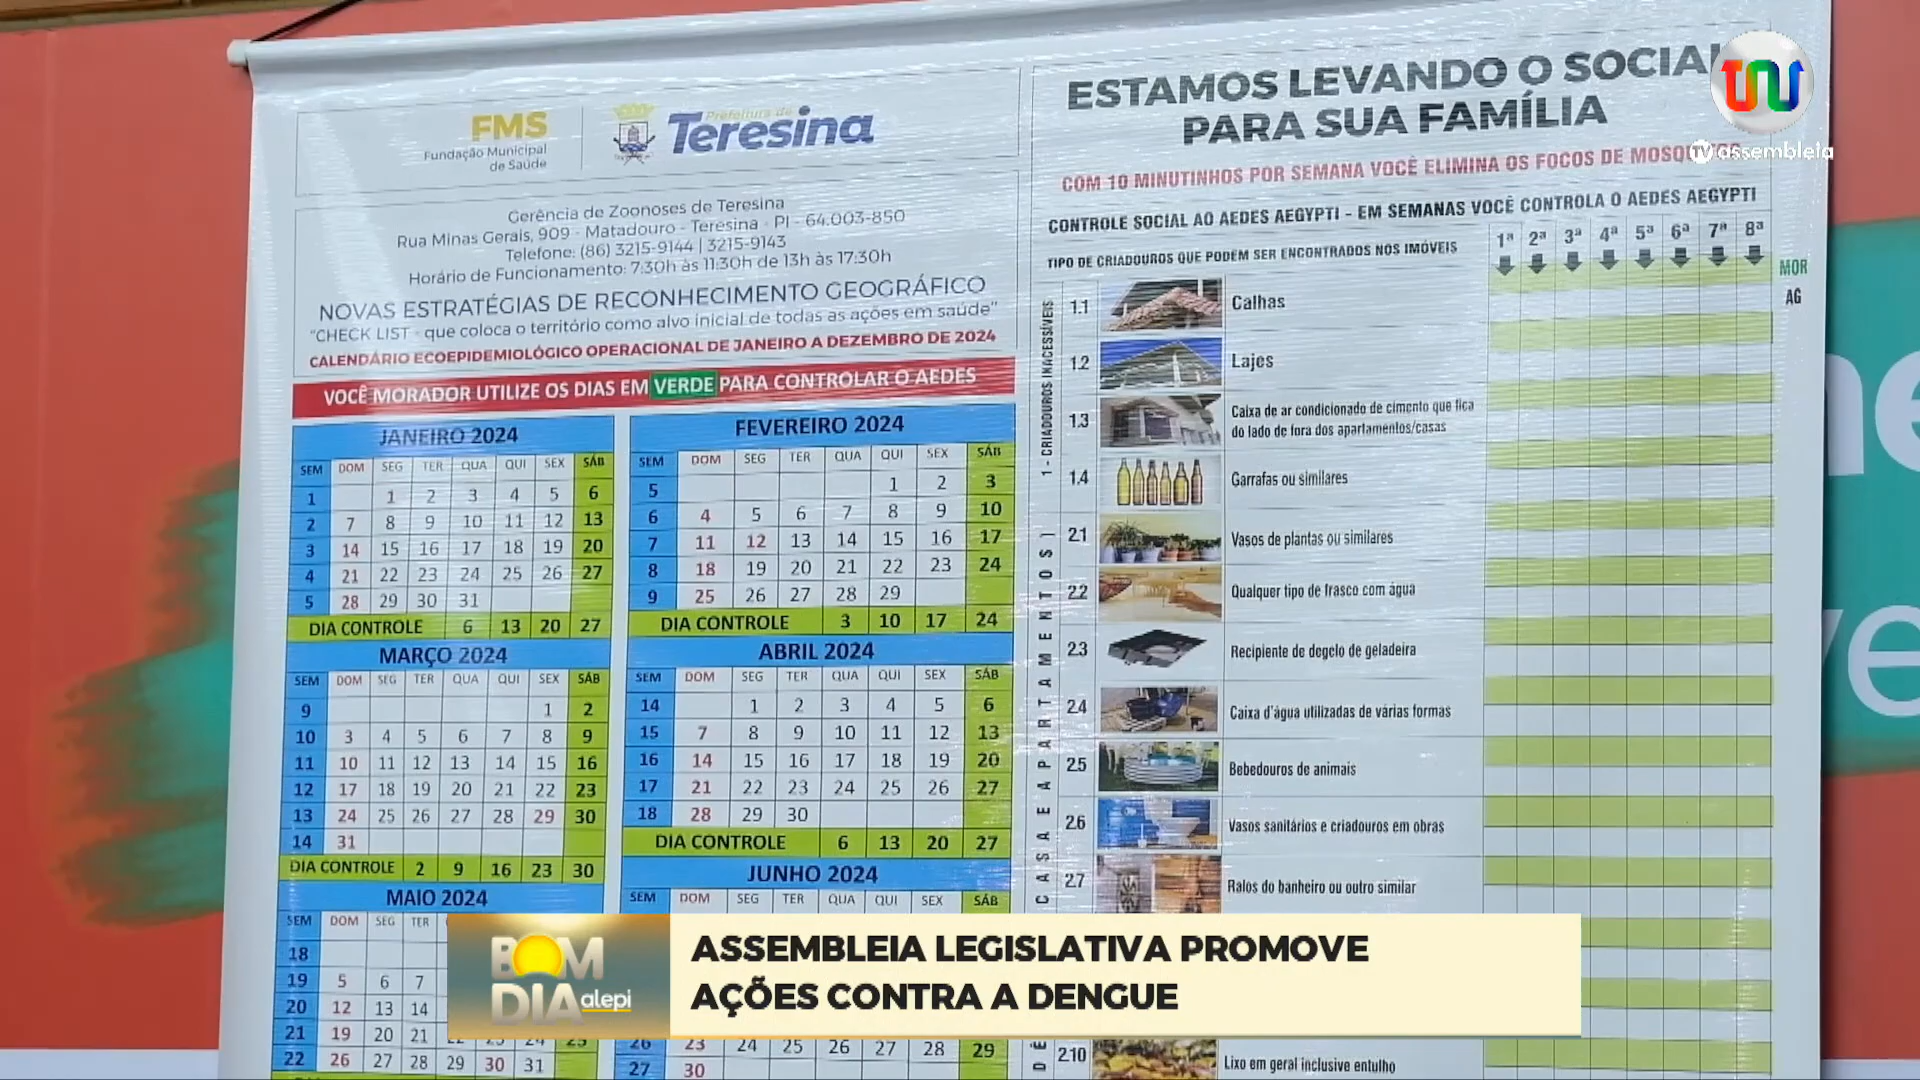 FMS
Fundação Municipal
de Saúde
Prefeitura de
Teresina
Gerência de Zoonoses de Teresina
Rua Minas Gerais, 909 - Matadouro - Teresina - PI - 64.003-850
Telefone: (86) 3215-9144 | 3215-9143
Horário de Funcionamento: 7:30h às 11:30h de 13h às 17:30h
NOVAS ESTRATÉGIAS DE RECONHECIMENTO GEOGRÁFICO
"CHECK LIST - que coloca o território como alvo inicial de todas as ações em saúde"
CALENDÁRIO ECOEPIDEMIOLÓGICO OPERACIONAL DE JANEIRO A DEZEMBRO DE 2024
VOCÊ MORADOR UTILIZE OS DIAS EM VERDE PARA CONTROLAR O AEDES
JANEIRO 2024
SEM DOM SEG TER QUA QUI SEX SÁB
1 1 2 3 4 5 6
2 7 8 9 10 11 12 13
3 14 15 16 17 18 19 20
4 21 22 23 24 25 26 27
5 28 29 30 31
DIA CONTROLE 6 13 20 27
FEVEREIRO 2024
SEM DOM SEG TER QUA QUI SEX SÁB
5 1 2 3
6 4 5 6 7 8 9 10
7 11 12 13 14 15 16 17
8 18 19 20 21 22 23 24
9 25 26 27 28 29
DIA CONTROLE 3 10 17 24
MARÇO 2024
SEM DOM SEG TER QUA QUI SEX SÁB
9 1 2
10 3 4 5 6 7 8 9
11 10 11 12 13 14 15 16
12 17 18 19 20 21 22 23
13 24 25 26 27 28 29 30
14 31
DIA CONTROLE 2 9 16 23 30
ABRIL 2024
SEM DOM SEG TER QUA QUI SEX SÁB
14 1 2 3 4 5 6
15 7 8 9 10 11 12 13
16 14 15 16 17 18 19 20
17 21 22 23 24 25 26 27
18 28 29 30
DIA CONTROLE 6 13 20 27
MAIO 2024
SEM DOM SEG TER
18
19 5 6 7
20 12 13 14
21 19 20 21
22 26 27 28 29 30 31
JUNHO 2024
SEM DOM SEG TER QUA QUI SEX SÁB
26 23 24 25 26 27 28 29
27 30
ESTAMOS LEVANDO O SOCIAL
PARA SUA FAMÍLIA
COM 10 MINUTINHOS POR SEMANA VOCÊ ELIMINA OS FOCOS DE
CONTROLE SOCIAL AO AEDES AEGYPTI - EM SEMANAS VOCÊ CONTROLA O AEDES AEGYPTI
TIPO DE CRIADOUROS QUE PODEM SER ENCONTRADOS NOS IMÓVEIS
1ª 2ª 3ª 4ª 5ª 6ª 7ª 8ª
MOR
AG
1 - CRIADOUROS INACESSÍVEIS
CASA E APARTAMENTOS)
1.1 Calhas
1.2 Lajes
1.3 Caixa de ar condicionado de cimento que fica
do lado de fora dos apartamentos/casas
1.4 Garrafas ou similares
2.1 Vasos de plantas ou similares
2.2 Qualquer tipo de frasco com água
2.3 Recipiente de degelo de geladeira
2.4 Caixa d'água utilizadas de várias formas
2.5 Bebedouros de animais
2.6 Vasos sanitários e criadouros em obras
2.7 Ralos do banheiro ou outro similar
2.10 Lixo em geral inclusive entulho
TV assembleia
BOM
DIA alepi
ASSEMBLEIA LEGISLATIVA PROMOVE
AÇÕES CONTRA A DENGUE